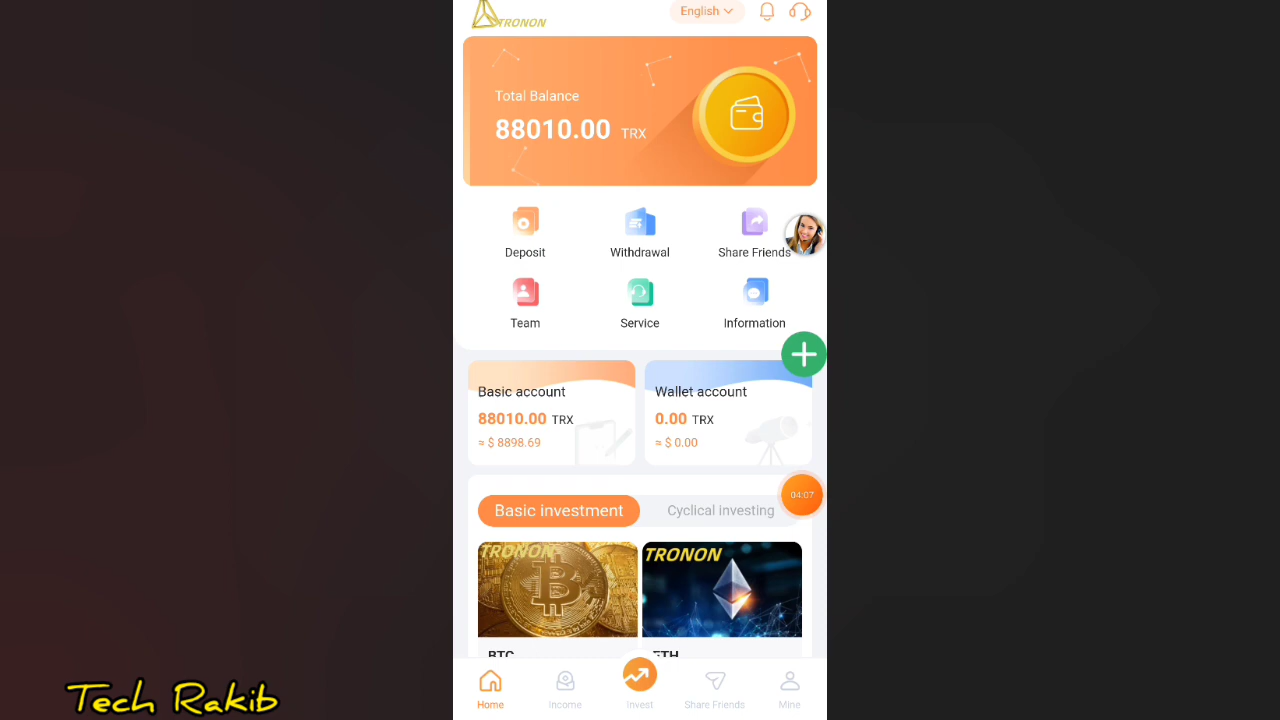 TRONON
English
Total Balance
88010.00 TRX
Deposit
Withdrawal
Share Friends
Team
Service
Information
Basic account
88010.00 TRX
≈ $ 8898.69
Wallet account
0.00 TRX
≈ $ 0.00
04:07
Basic investment
Cyclical investing
TRONON
TRONON
BTC
ETH
Home
Income
Invest
Share Friends
Mine
Tech Rakib